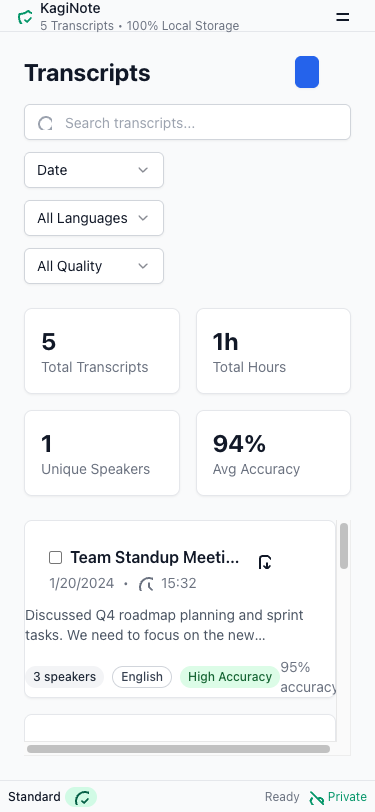 KagiNote
5 Transcripts • 100% Local Storage
Transcripts
Search transcripts...
Date
All Languages
All Quality
5
Total Transcripts
1h
Total Hours
1
Unique Speakers
94%
Avg Accuracy
Team Standup Meeti...
1/20/2024 • 15:32
Discussed Q4 roadmap planning and sprint
tasks. We need to focus on the new...
3 speakers English High Accuracy 95% accuracy
Standard Ready Private